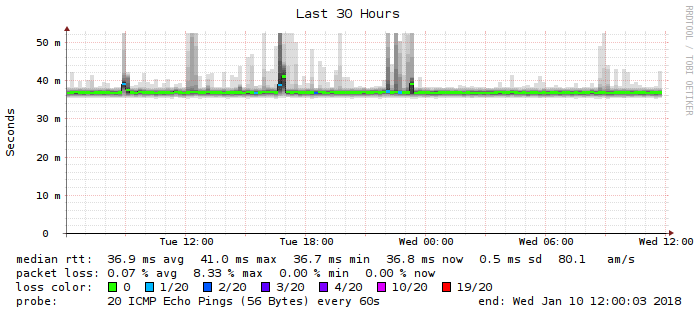 Last 30 Hours
RRDTOOL / TOBI OETIKER
Seconds
50 m
40 m
30 m
20 m
10 m
0
Tue 12:00 Tue 18:00 Wed 00:00 Wed 06:00 Wed 12:00
median rtt: 36.9 ms avg 41.0 ms max 36.7 ms min 36.8 ms now 0.5 ms sd 80.1 am/s
packet loss: 0.07 % avg 8.33 % max 0.00 % min 0.00 % now
loss color: 0 1/20 2/20 3/20 4/20 10/20 19/20
probe: 20 ICMP Echo Pings (56 Bytes) every 60s end: Wed Jan 10 12:00:03 2018